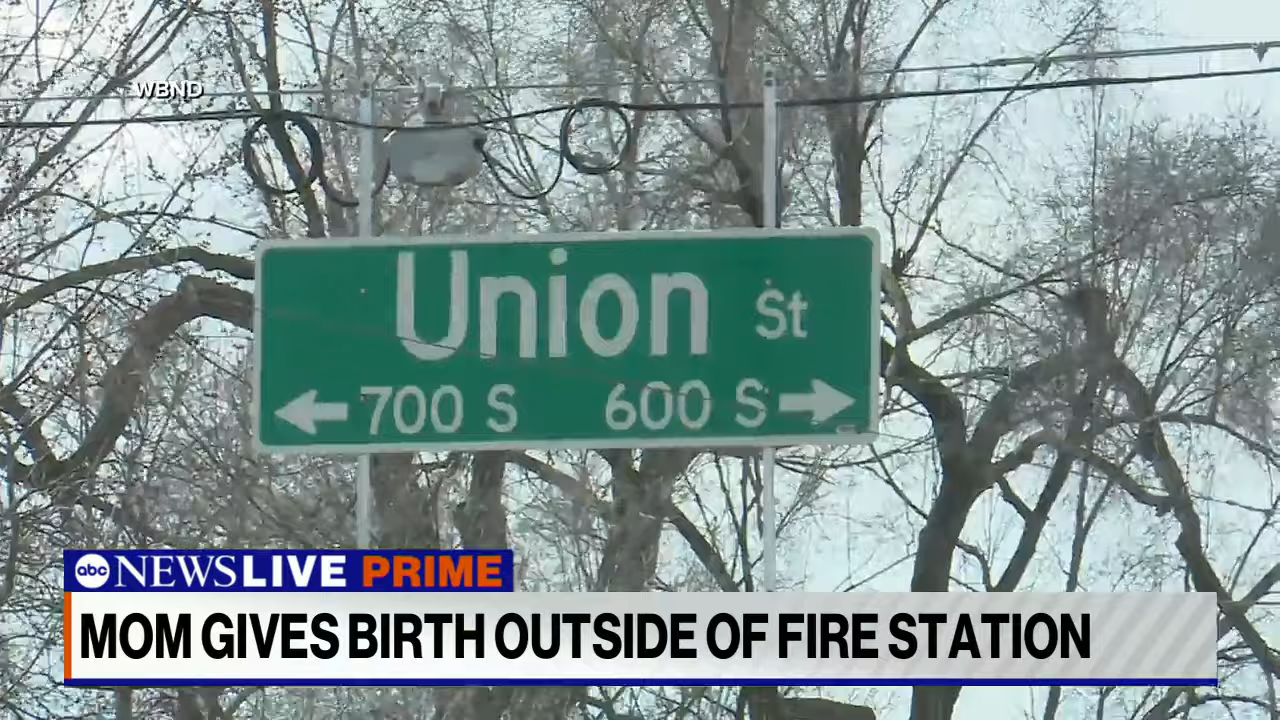 WBND
Union St
700 S 600 S
abc NEWS LIVE PRIME
MOM GIVES BIRTH OUTSIDE OF FIRE STATION